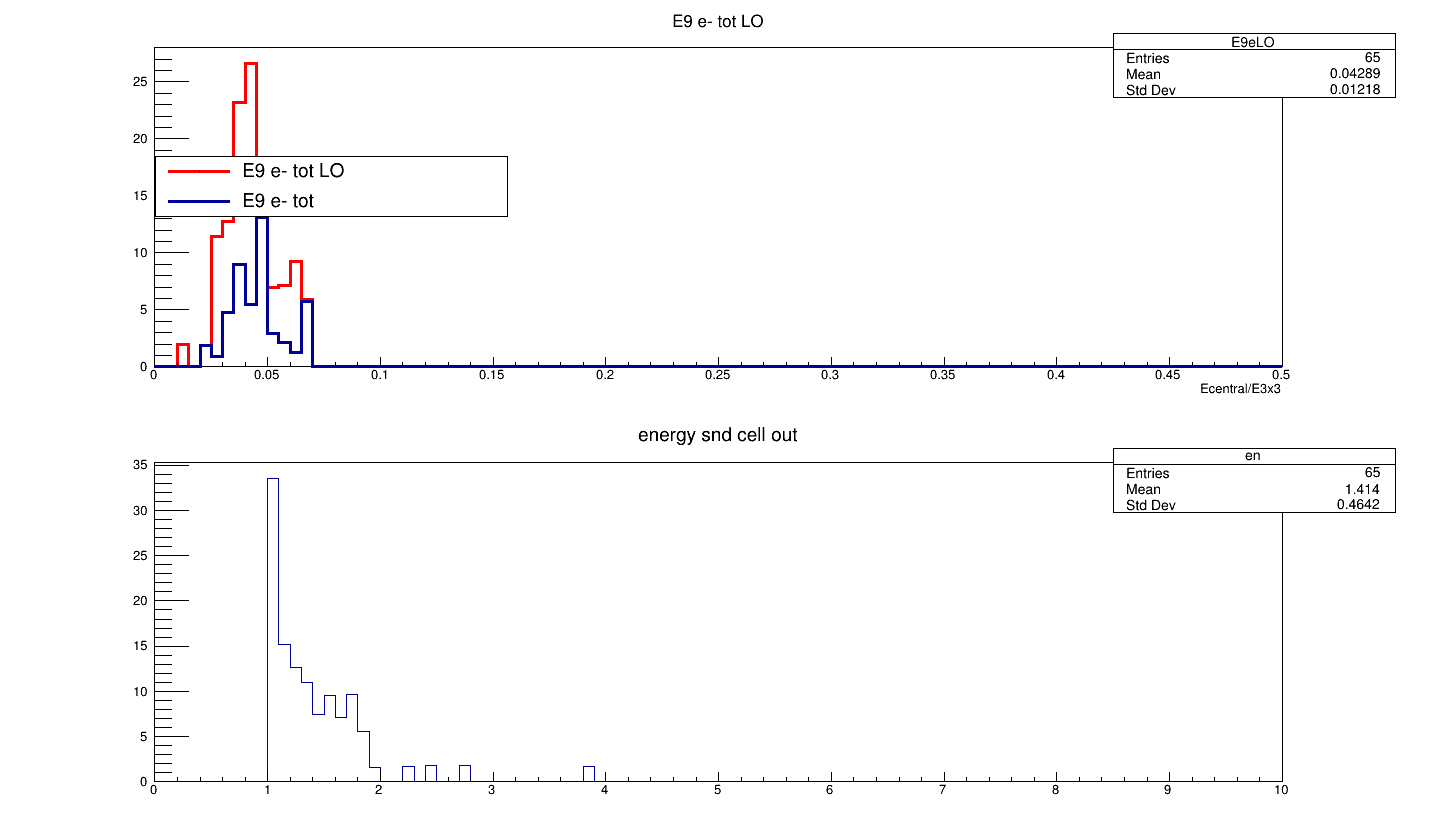 E9 e- tot LO
E9eLO
Entries 65
Mean 0.04289
Std Dev 0.01218
25
20
15
10
5
0
E9 e- tot LO
E9 e- tot
0 0.05 0.1 0.15 0.2 0.25 0.3 0.35 0.4 0.45 0.5
Ecentral/E3x3
energy snd cell out
en
Entries 65
Mean 1.414
Std Dev 0.4642
35
30
25
20
15
10
5
0
0 1 2 3 4 5 6 7 8 9 10